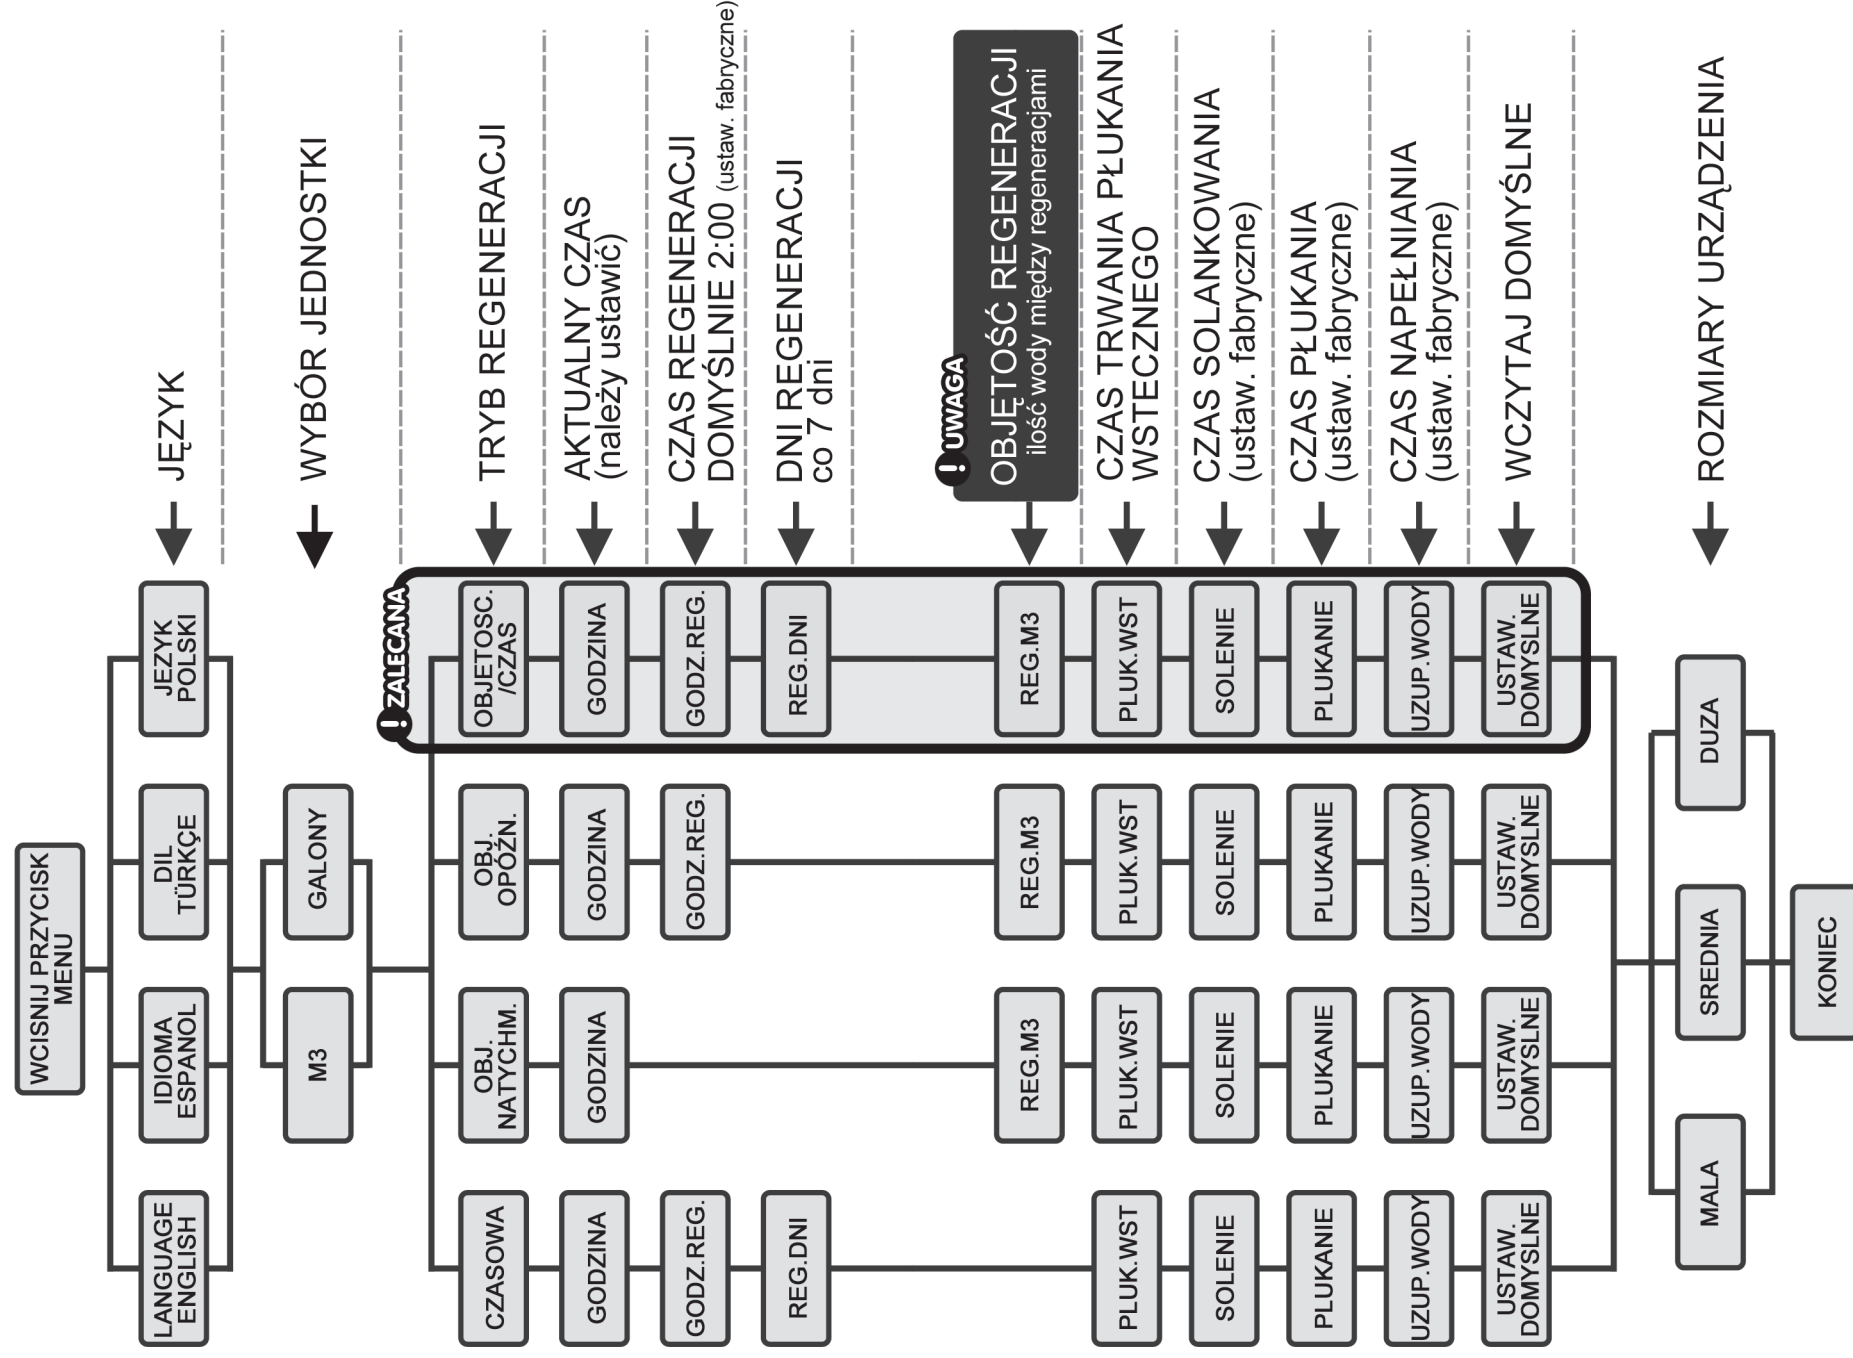 WCISNIJ PRZYCISK
MENU
LANGUAGE
ENGLISH
IDIOMA
ESPANOL
DIL
TÜRKÇE
JEZYK
POLSKI
JĘZYK
M3
GALONY
WYBÓR JEDNOSTKI
! ZALECANA
CZASOWA
OBJ.
NATYCHM.
OBJ.
OPÓŹN.
OBJETOSC.
/CZAS
TRYB REGENERACJI
GODZINA
GODZINA
GODZINA
GODZINA
AKTUALNY CZAS
(należy ustawić)
GODZ.REG.
GODZ.REG.
GODZ.REG.
CZAS REGENERACJI
DOMYŚLNIE 2:00 (ustaw. fabryczne)
REG.DNI
REG.DNI
DNI REGENERACJI
co 7 dni
! UWAGA
REG.M3
REG.M3
REG.M3
OBJĘTOŚĆ REGENERACJI
ilość wody między regeneracjami
PLUK.WST
PLUK.WST
PLUK.WST
PLUK.WST
CZAS TRWANIA PŁUKANIA
WSTECZNEGO
SOLENIE
SOLENIE
SOLENIE
SOLENIE
CZAS SOLANKOWANIA
(ustaw. fabryczne)
PLUKANIE
PLUKANIE
PLUKANIE
PLUKANIE
CZAS PŁUKANIA
(ustaw. fabryczne)
UZUP.WODY
UZUP.WODY
UZUP.WODY
UZUP.WODY
CZAS NAPEŁNIANIA
(ustaw. fabryczne)
USTAW.
DOMYSLNE
USTAW.
DOMYSLNE
USTAW.
DOMYSLNE
USTAW.
DOMYSLNE
WCZYTAJ DOMYŚLNE
MALA
SREDNIA
DUZA
ROZMIARY URZĄDZENIA
KONIEC